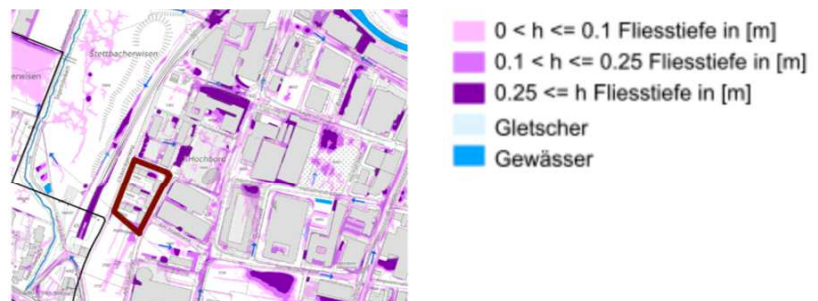 Stettbacherwisen
erwisen
Hochbord
0 < h <= 0.1 Fliesstiefe in [m]
0.1 < h <= 0.25 Fliesstiefe in [m]
0.25 <= h Fliesstiefe in [m]
Gletscher
Gewässer